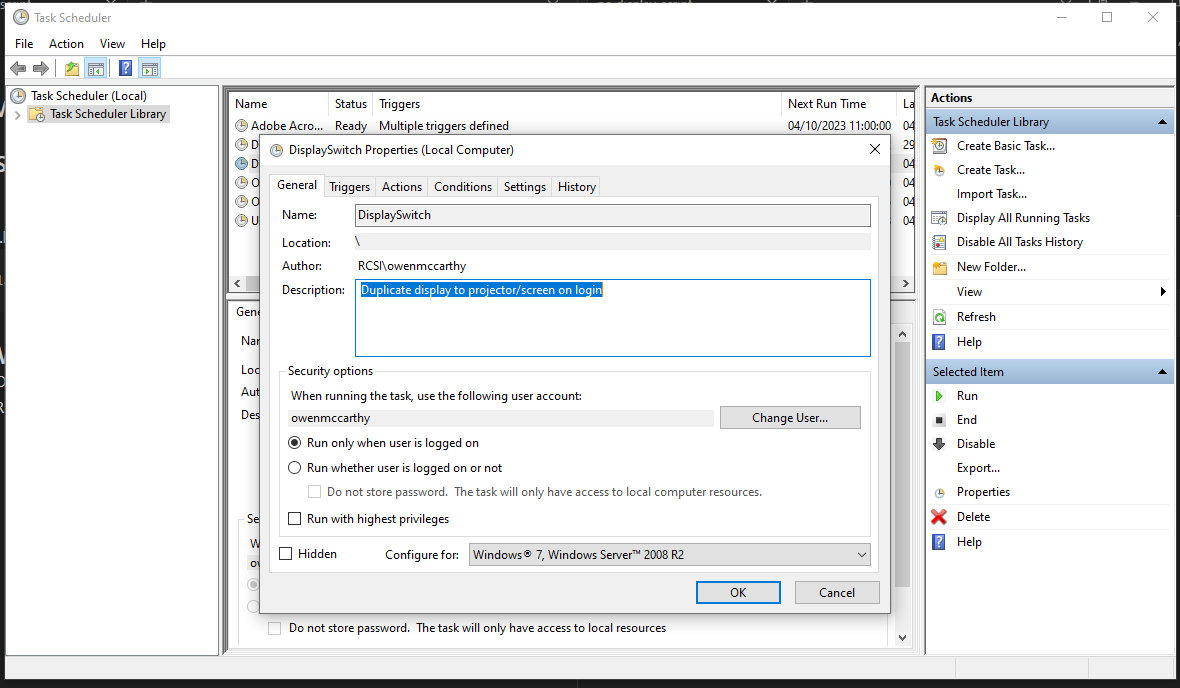 Task Scheduler
File Action View Help
Task Scheduler (Local)
Task Scheduler Library
Name Status Triggers Next Run Time La
Adobe Acro... Ready Multiple triggers defined 04/10/2023 11:00:00 04
D 29
D 04
O 04
O 04
U 04
DisplaySwitch Properties (Local Computer)
General Triggers Actions Conditions Settings History
Name: DisplaySwitch
Location: \
Author: RCSI\owenmccarthy
Description: Duplicate display to projector/screen on login
Security options
When running the task, use the following user account:
owenmccarthy Change User...
Run only when user is logged on
Run whether user is logged on or not
Do not store password. The task will only have access to local computer resources.
Run with highest privileges
Hidden Configure for: Windows® 7, Windows Server™ 2008 R2
OK Cancel
Gene
Nar
Loc
Aut
Des
Se
W
ov
Do not store password. The task will only have access to local resources
Actions
Task Scheduler Library
Create Basic Task...
Create Task...
Import Task...
Display All Running Tasks
Disable All Tasks History
New Folder...
View
Refresh
Help
Selected Item
Run
End
Disable
Export...
Properties
Delete
Help